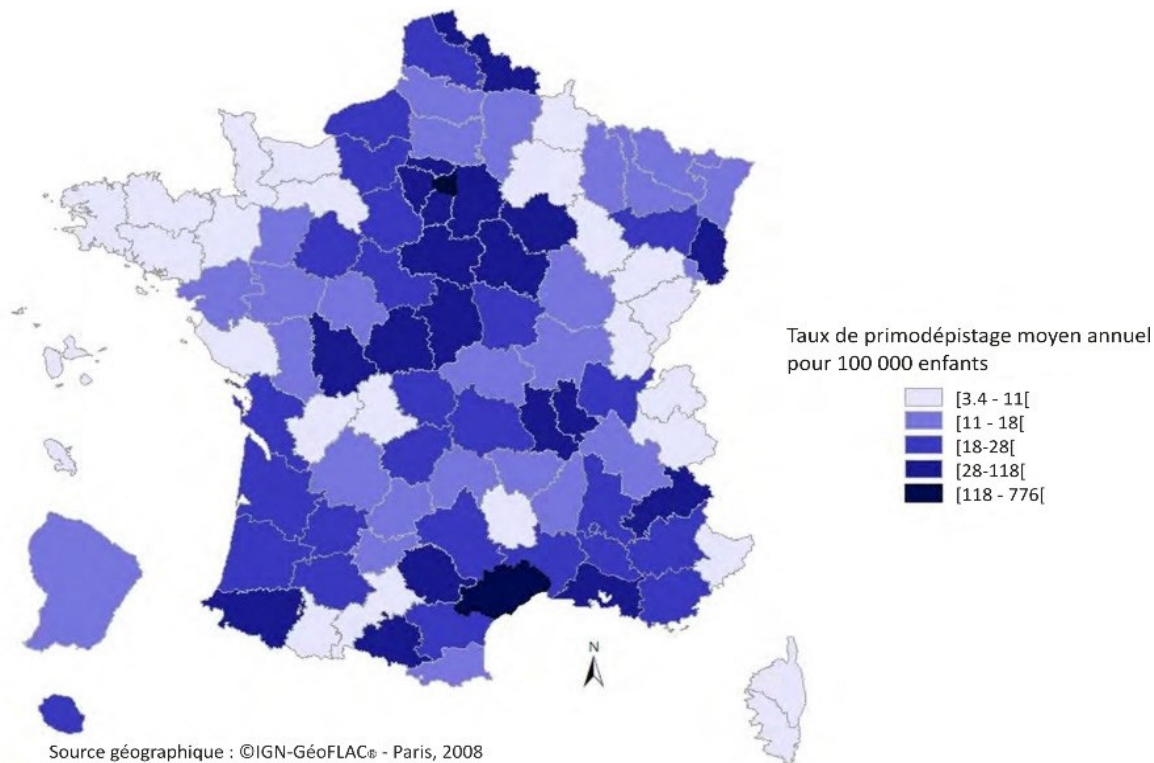 Taux de primodépistage moyen annuel
pour 100 000 enfants
[3.4 - 11[
[11 - 18[
[18-28[
[28-118[
[118 - 776[
N
Source géographique : ©IGN-GéoFLAC® - Paris, 2008